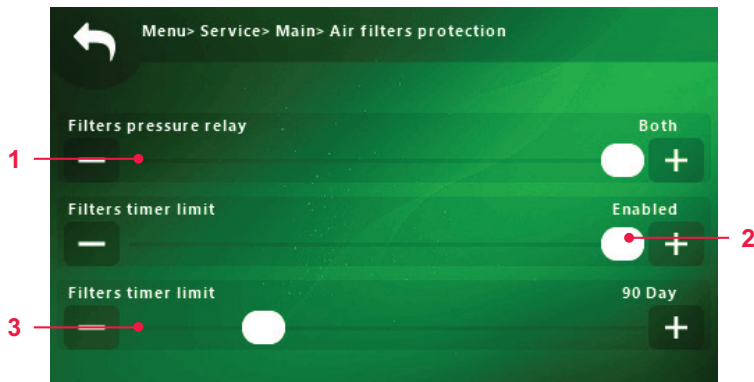 Menu> Service> Main> Air filters protection
Filters pressure relay Both
1
Filters timer limit Enabled
2
Filters timer limit 90 Day
3